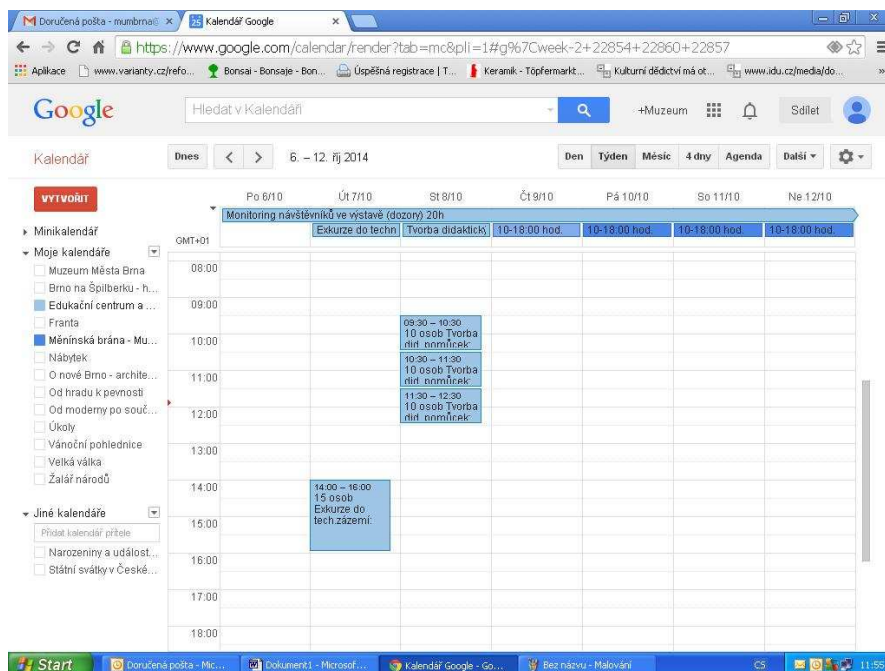 Doručená pošta - mumbrna@
Kalendář Google
https://www.google.com/calendar/render?tab=mc&pli=1#g%7Cweek-2+22854+22860+22857
Aplikace
www.varianty.cz/refo...
Bonsai - Bonsaje - Bon...
Úspěšná registrace | T...
Keramik - Töpfermarkt...
Kulturní dědictví má ot...
www.idu.cz/media/do...
»
Google
Hledat v Kalendáři
+Muzeum
Sdílet
Kalendář
Dnes
6. – 12. říj 2014
Den
Týden
Měsíc
4 dny
Agenda
Další
VYTVOŘIT
Minikalendář
Moje kalendáře
Muzeum Města Brna
Brno na Špilberku - h...
Edukační centrum a ...
Franta
Měnínská brána - Mu...
Nábytek
O nové Brno - archite...
Od hradu k pevnosti
Od moderny po souč...
Úkoly
Vánoční pohlednice
Velká válka
Žalář národů
Jiné kalendáře
Přidat kalendář přítele
Narozeniny a událost...
Státní svátky v České...
Po 6/10
Út 7/10
St 8/10
Čt 9/10
Pá 10/10
So 11/10
Ne 12/10
Monitoring návštěvníků ve výstavě (dozory) 20h
GMT+01
Exkurze do techn
Tvorba didakticky
10-18:00 hod.
10-18:00 hod.
10-18:00 hod.
10-18:00 hod.
08:00
09:00
10:00
11:00
12:00
13:00
14:00
15:00
16:00
17:00
18:00
09:30 – 10:30
10 osob Tvorba
did. pomůcek:
10:30 – 11:30
10 osob Tvorba
did. pomůcek:
11:30 – 12:30
10 osob Tvorba
did. pomůcek:
14:00 – 16:00
15 osob
Exkurze do
tech.zázemí:
Start
Doručená pošta - Mic...
Dokument1 - Microsof...
Kalendář Google - Go...
Bez názvu - Malování
CS
11:55